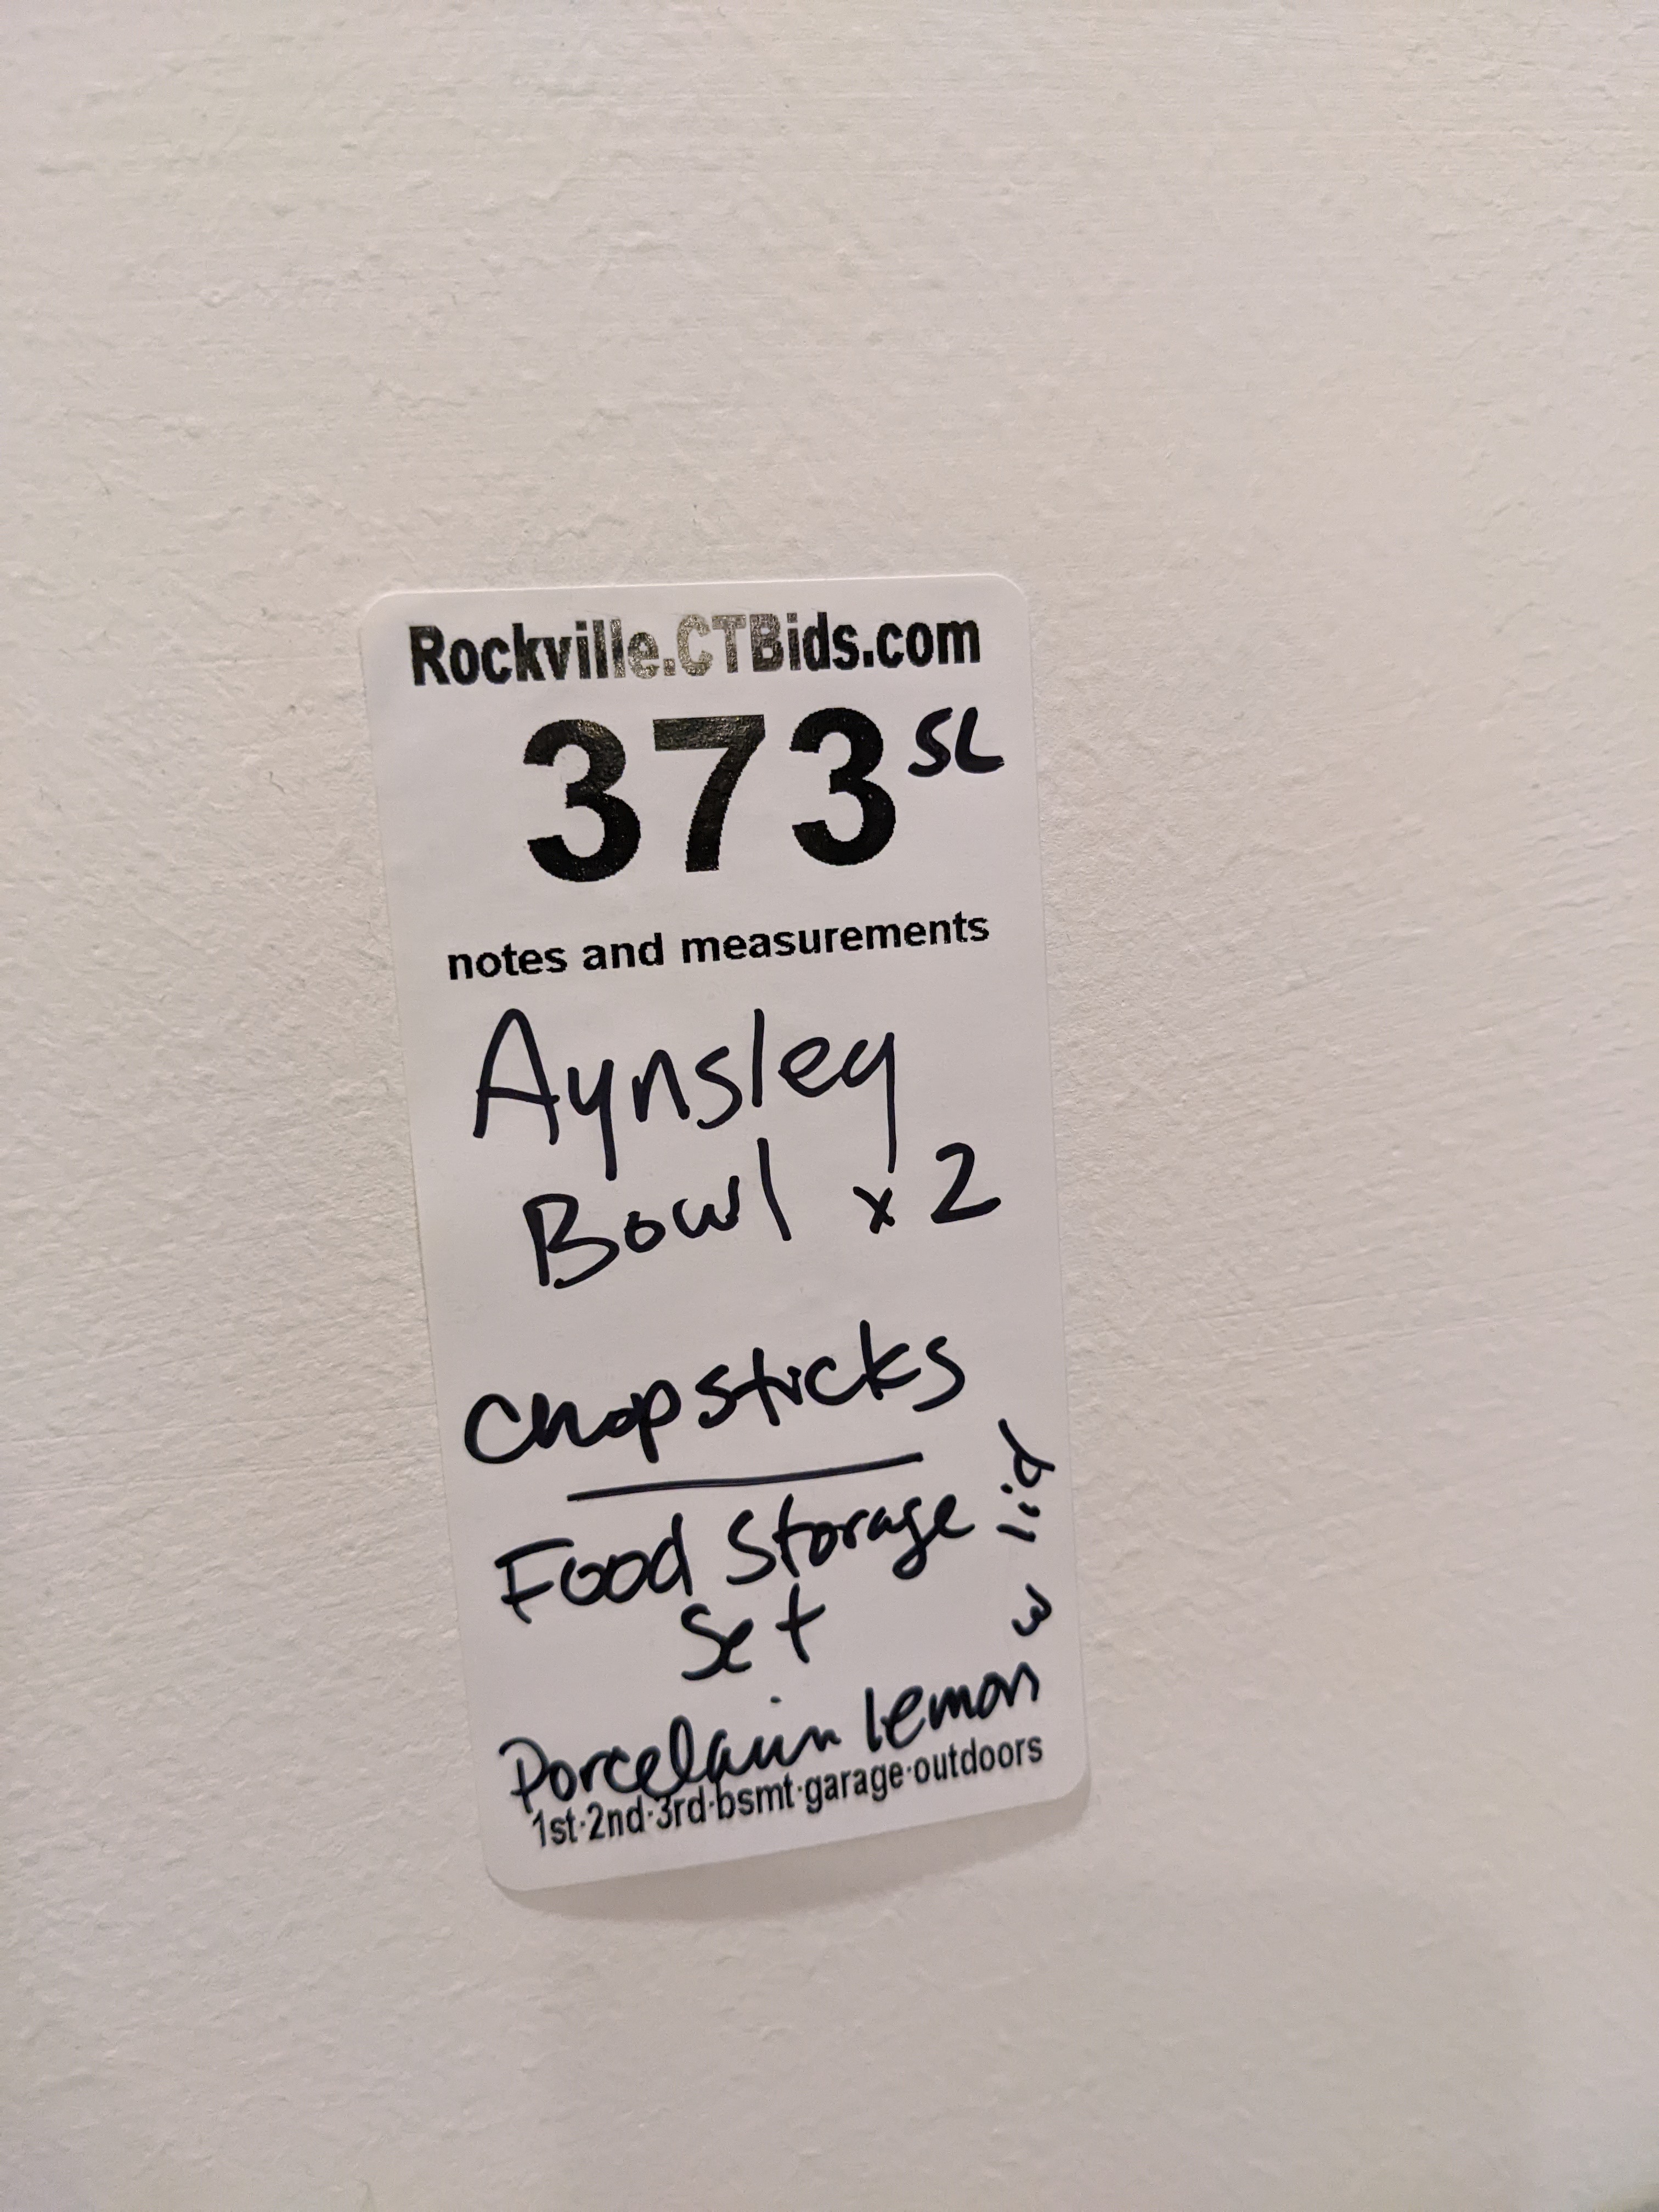 Rockville.CTBids.com
373 SL
notes and measurements
Aynsley
Bowl x 2
Chopsticks
Food Storage
Set
Porcelain lemon
w lid
1st·2nd·3rd·bsmt·garage·outdoors